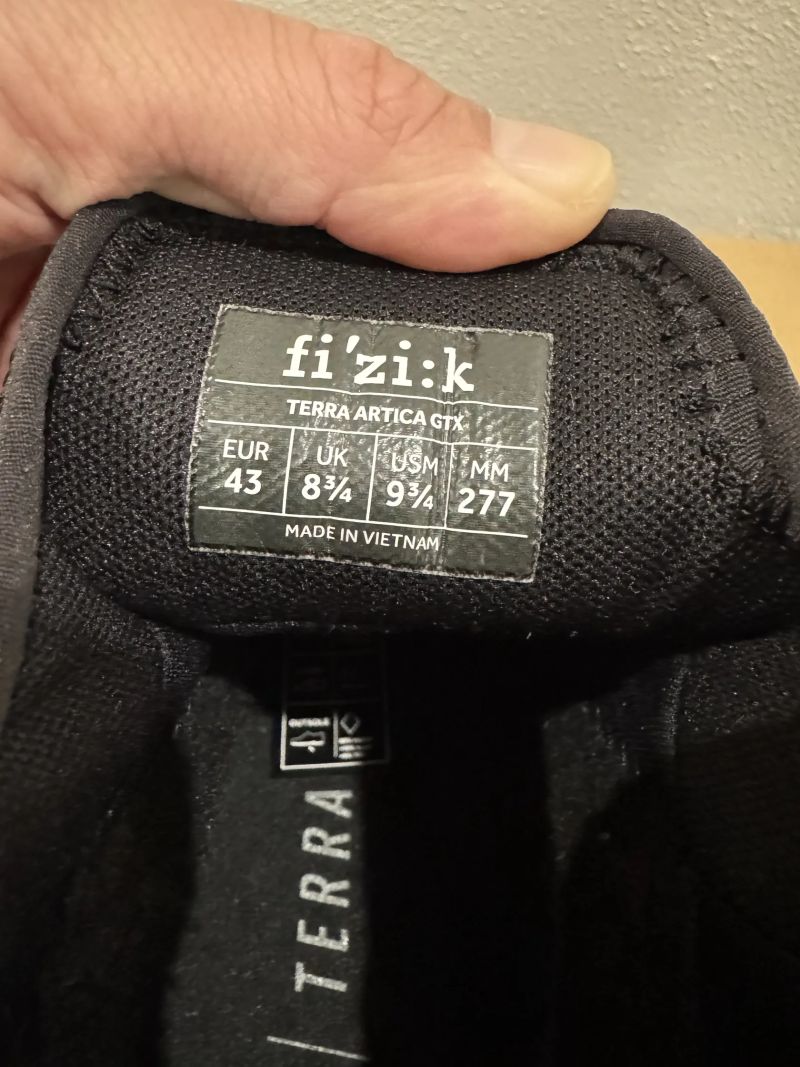 fi'zi:k
TERRA ARTICA GTX
EUR UK USM MM
43 8¾ 9¾ 277
MADE IN VIETNAM
OUTSOLE
TERRA